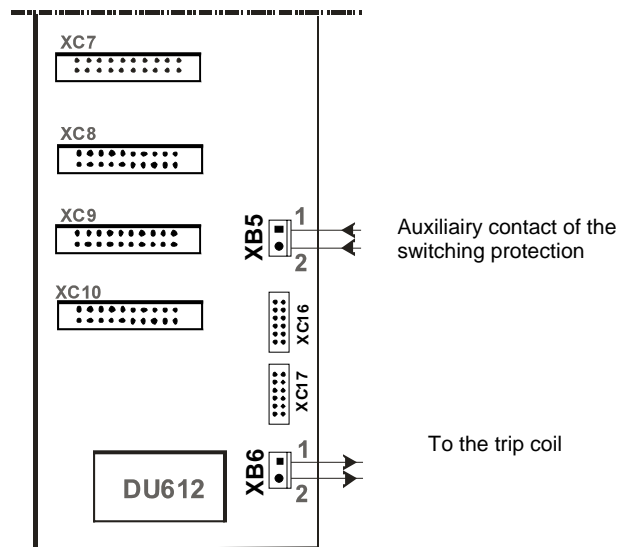 XC7
XC8
XC9
XB5
1
2
Auxiliairy contact of the
switching protection
XC10
XC16
XC17
XB6
1
2
To the trip coil
DU612